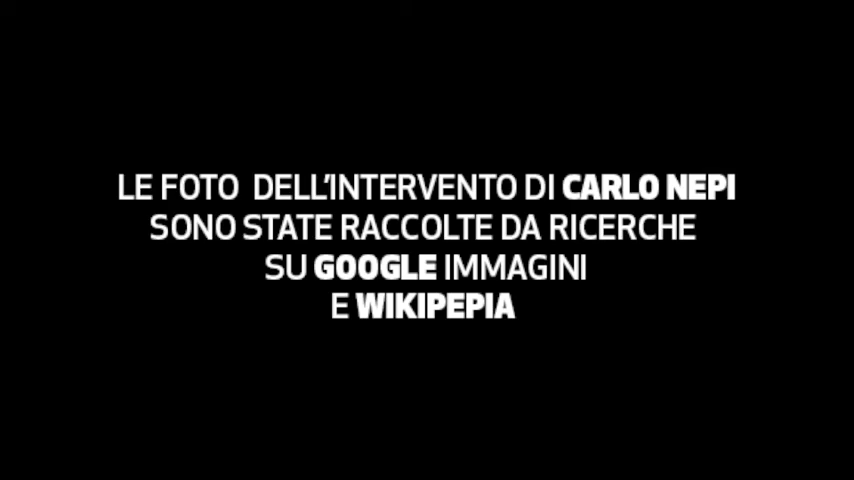 LE FOTO  DELL'INTERVENTO DI CARLO NEPI
SONO STATE RACCOLTE DA RICERCHE
SU GOOGLE IMMAGINI
E WIKIPEPIA